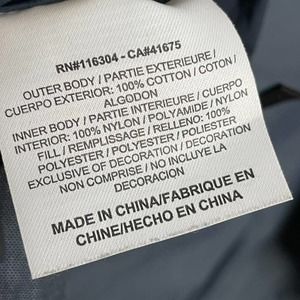 RN#116304 - CA#41675
OUTER BODY / PARTIE EXTERIEURE /
CUERPO EXTERIOR: 100% COTTON / COTON /
ALGODON
INNER BODY / PARTIE INTERIEURE / CUERPO
INTERIOR: 100% NYLON / POLYAMIDE / NYLON
FILL / REMPLISSAGE / RELLENO: 100%
POLYESTER / POLYESTER / POLIESTER
EXCLUSIVE OF DECORATION / DECORATION
NON COMPRISE / NO INCLUYE LA
DECORACION
MADE IN CHINA/FABRIQUE EN
CHINE/HECHO EN CHINA